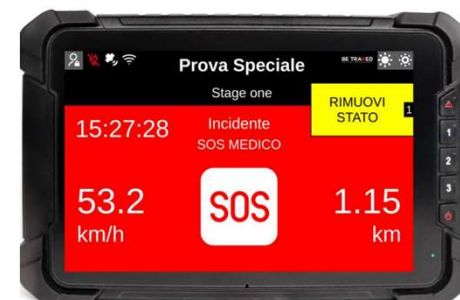 Prova Speciale
BE TRACKED
Stage one
RIMUOVI
STATO
1
15:27:28
Incidente
SOS MEDICO
53.2
km/h
SOS
1.15
km
1
2
3